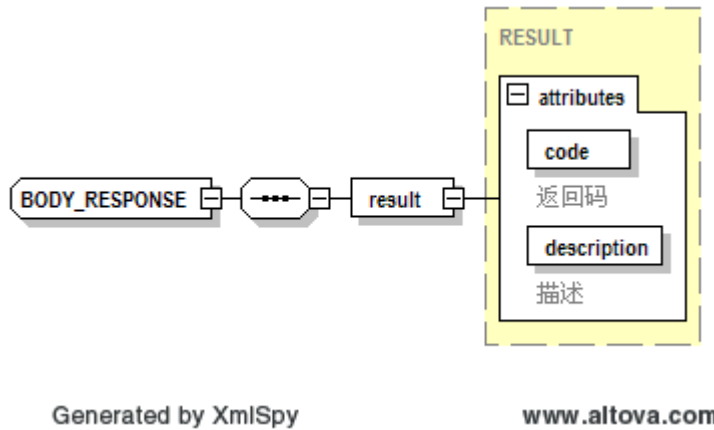 RESULT
attributes
code
返回码
BODY_RESPONSE
result
description
描述
Generated by XmlSpy
www.altova.com